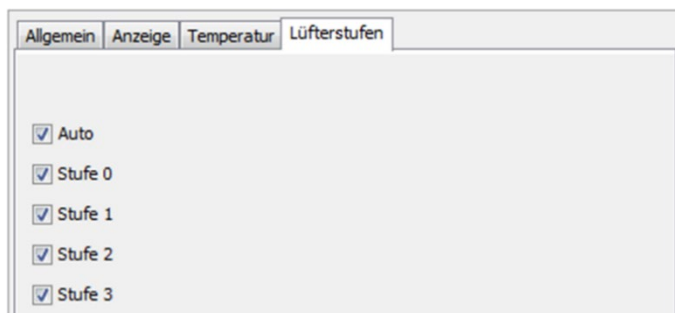 Allgemein Anzeige Temperatur Lüfterstufen
Auto
Stufe 0
Stufe 1
Stufe 2
Stufe 3